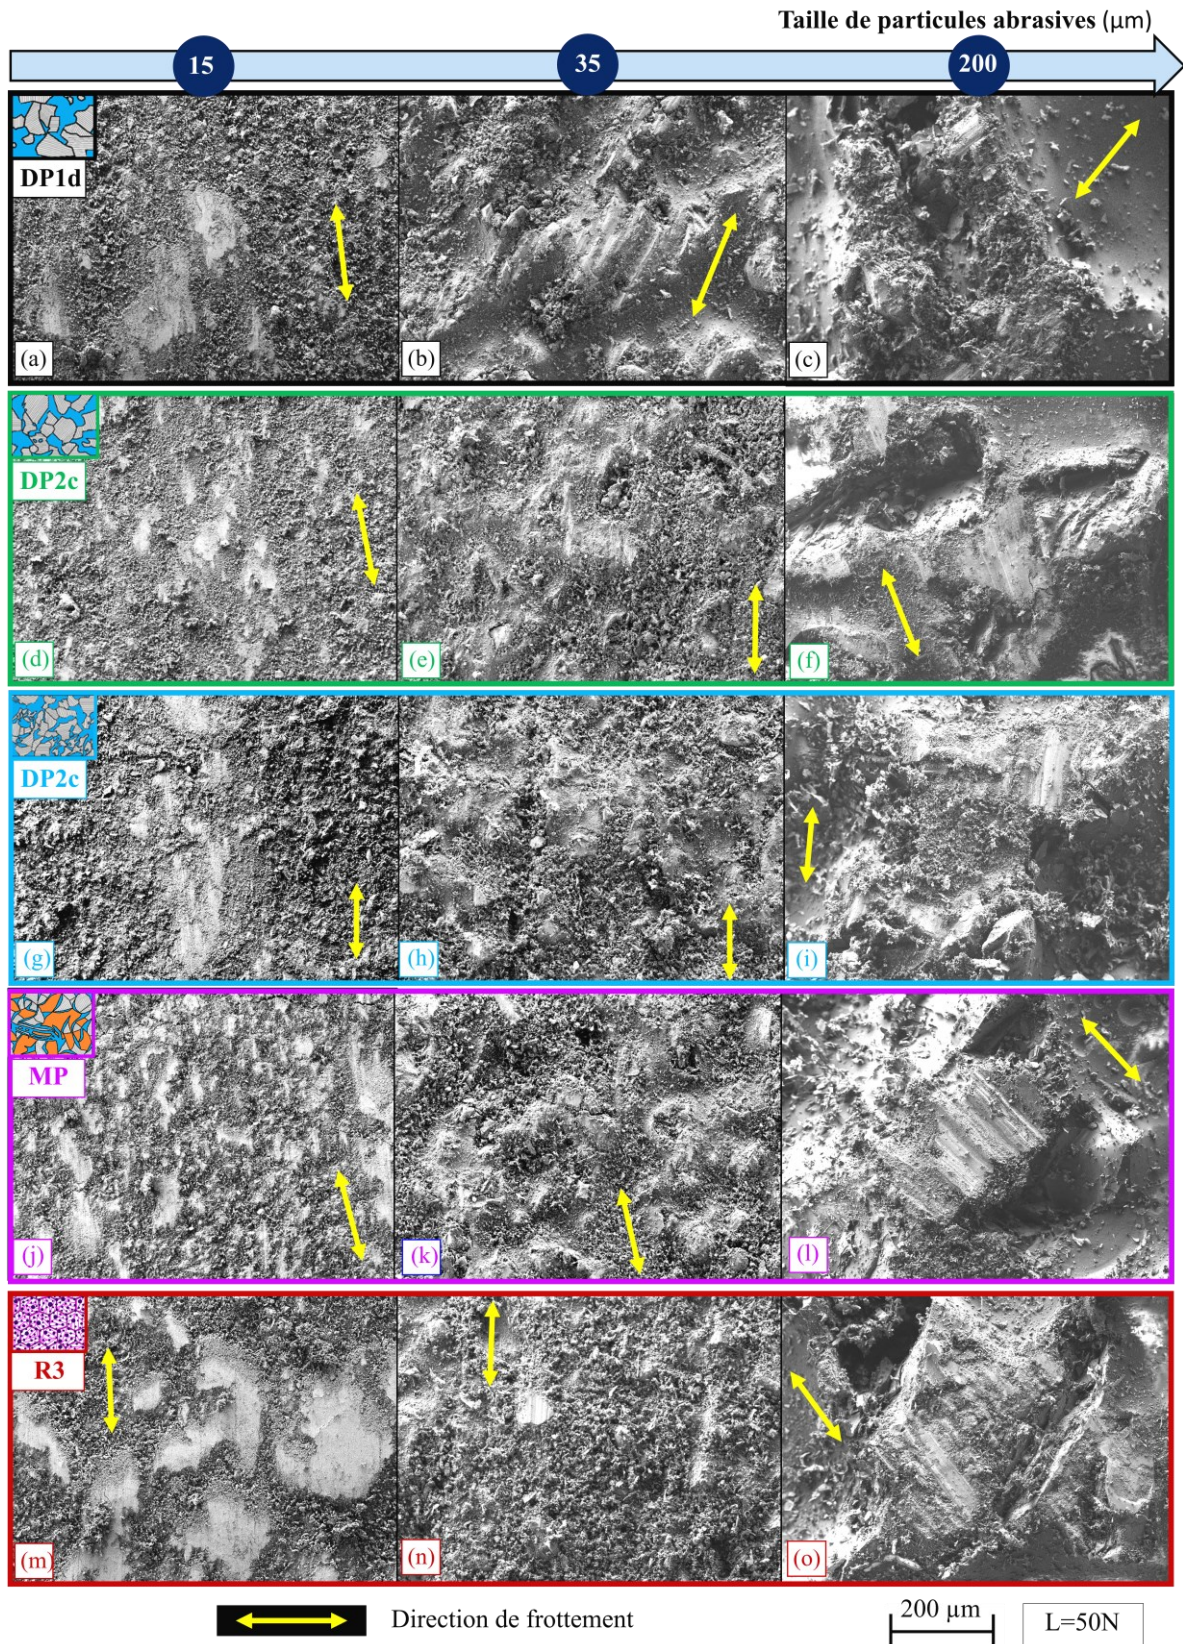 Taille de particules abrasives (µm)
15 35 200
DP1d
(a) (b) (c)
DP2c
(d) (e) (f)
DP2c
(g) (h) (i)
MP
(j) (k) (l)
R3
(m) (n) (o)
Direction de frottement 200 µm L=50N